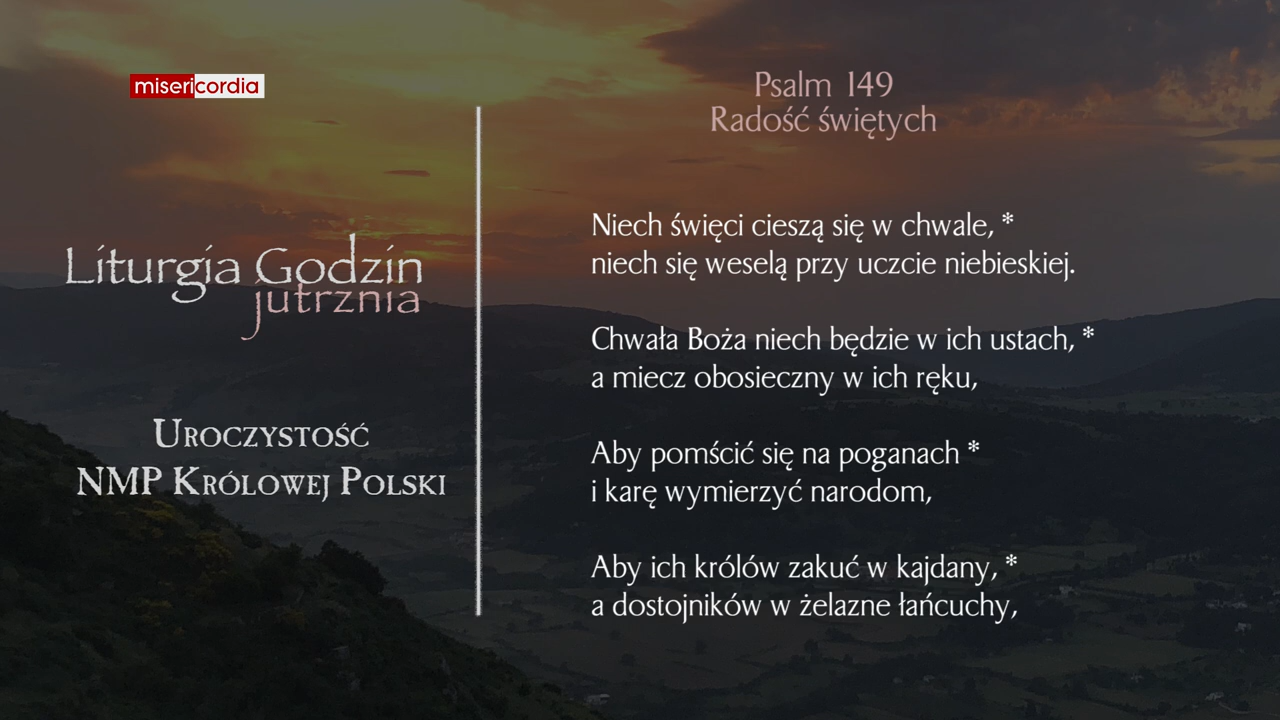 misericordia
Liturgia Godzin
jutrznia
Uroczystość
NMP Królowej Polski
Psalm 149
Radość świętych
Niech święci cieszą się w chwale, *
niech się weselą przy uczcie niebieskiej.
Chwała Boża niech będzie w ich ustach, *
a miecz obosieczny w ich ręku,
Aby pomścić się na poganach *
i karę wymierzyć narodom,
Aby ich królów zakuć w kajdany, *
a dostojników w żelazne łańcuchy,